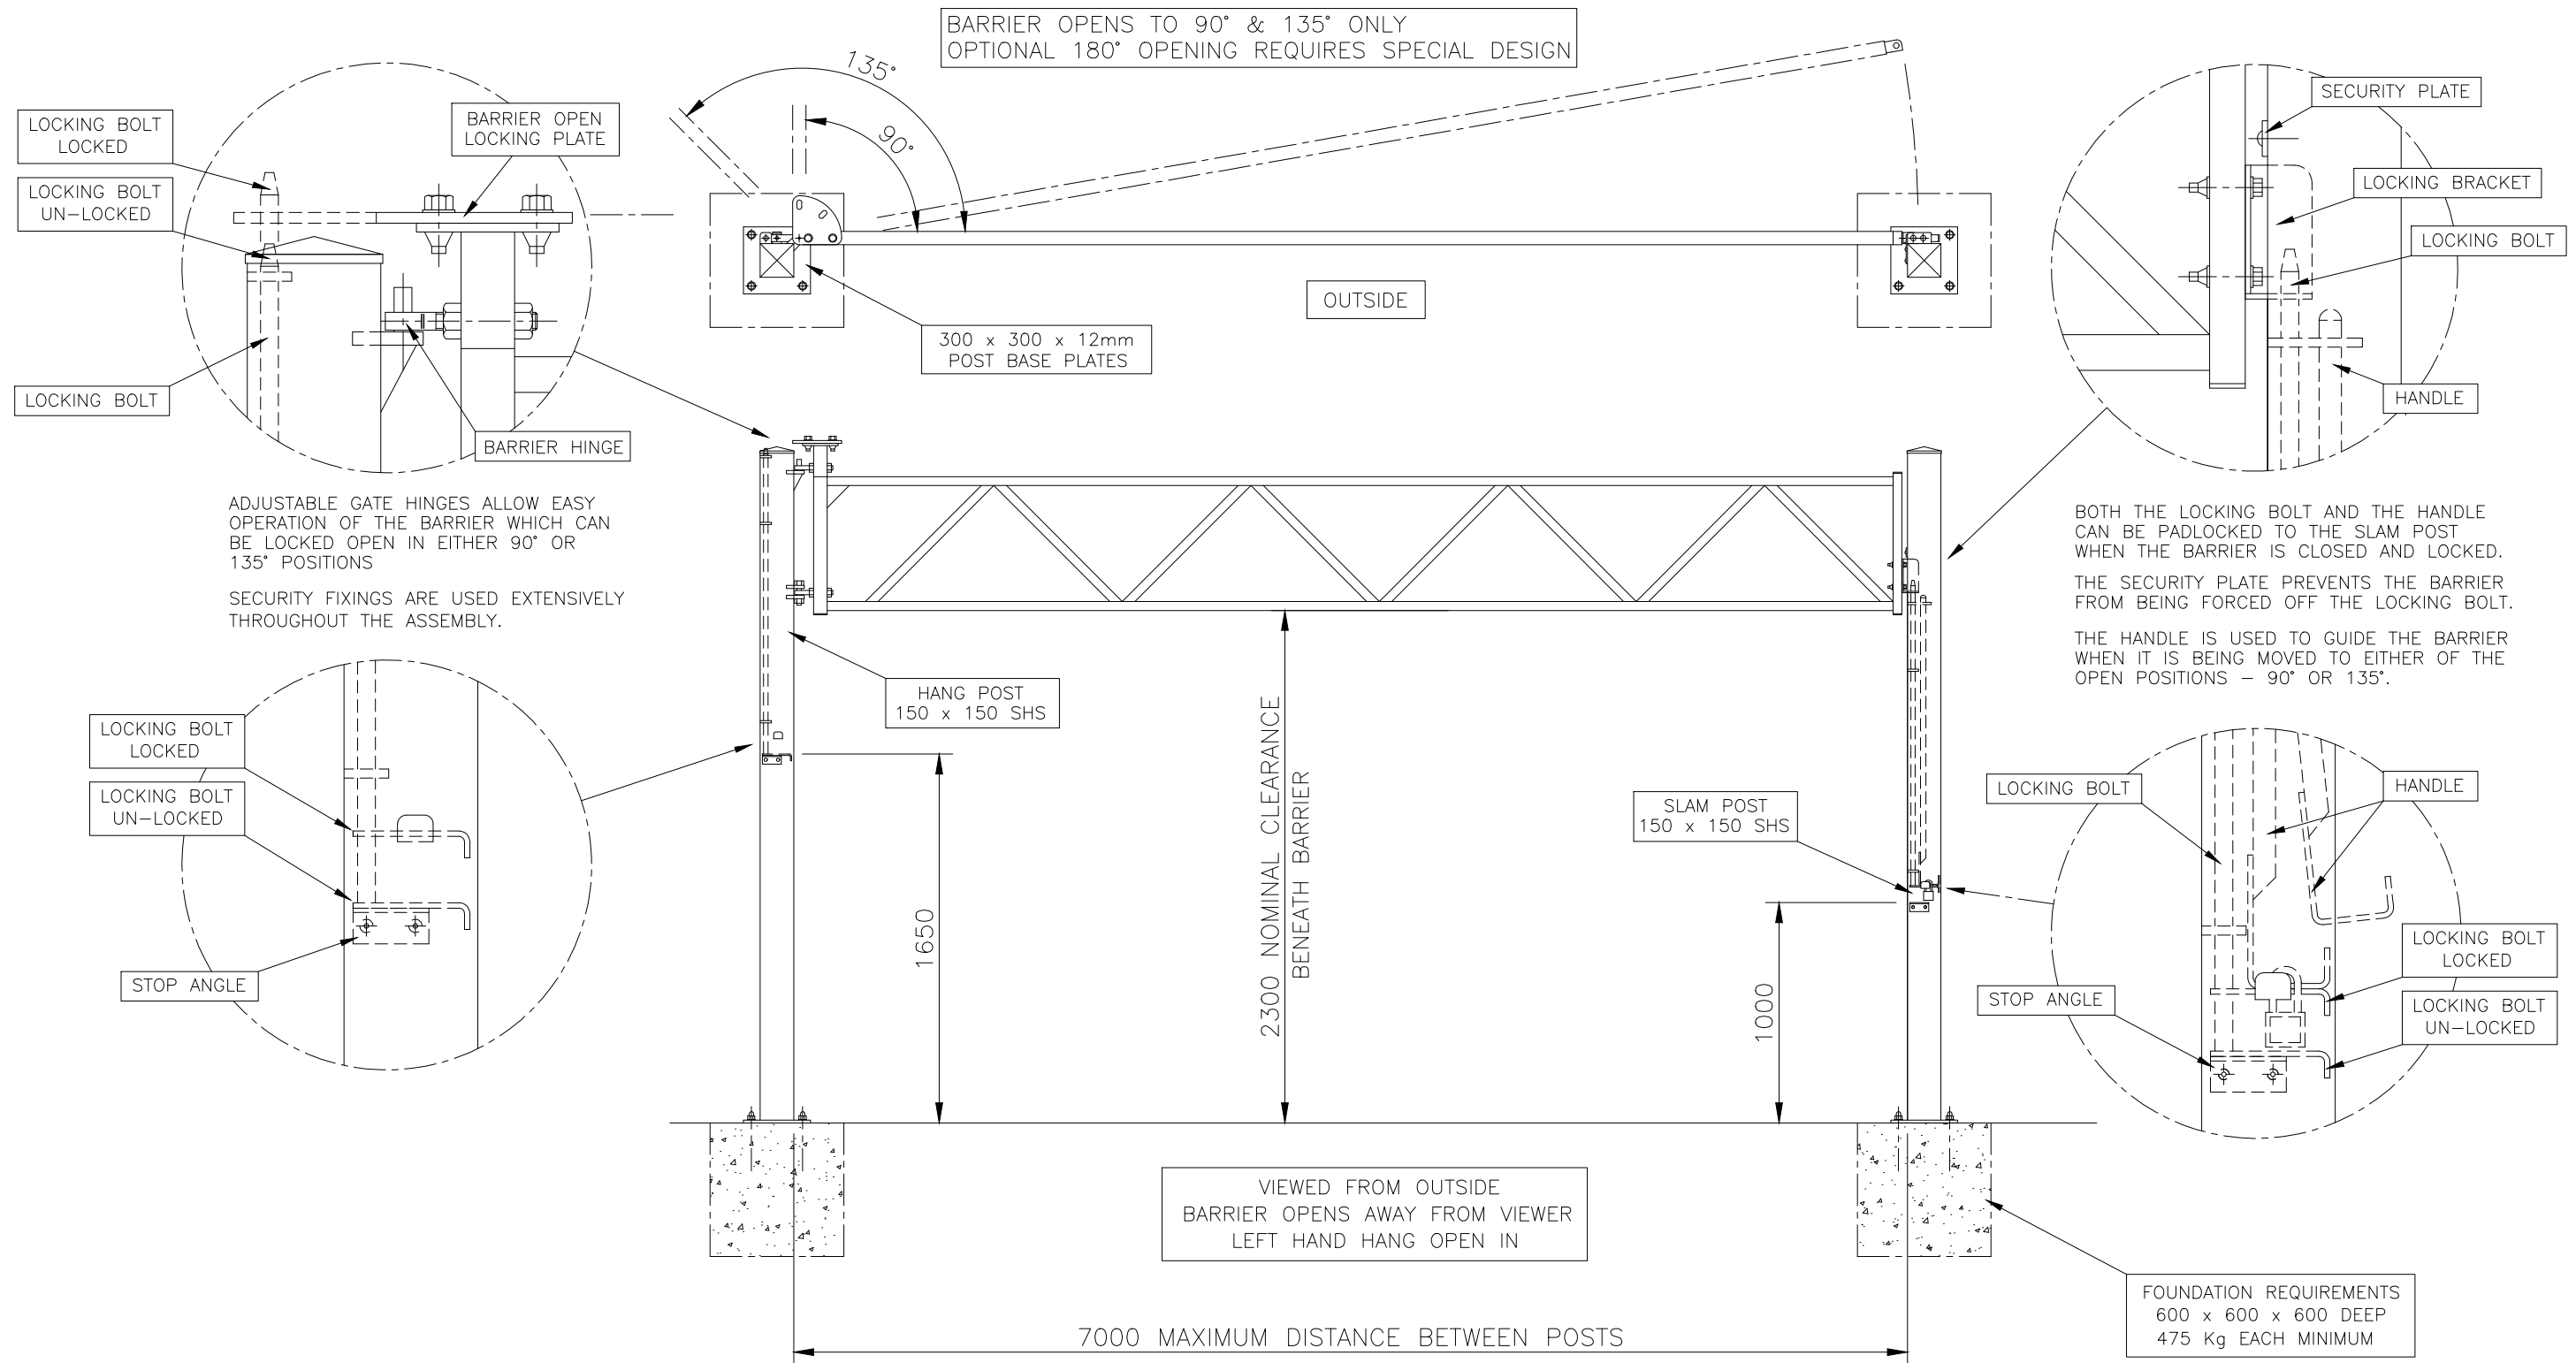 BARRIER OPENS TO 90° & 135° ONLY
OPTIONAL 180° OPENING REQUIRES SPECIAL DESIGN
135°
90°
LOCKING BOLT
LOCKED
LOCKING BOLT
UN-LOCKED
BARRIER OPEN
LOCKING PLATE
LOCKING BOLT
BARRIER HINGE
OUTSIDE
300 x 300 x 12mm
POST BASE PLATES
SECURITY PLATE
LOCKING BRACKET
LOCKING BOLT
HANDLE
ADJUSTABLE GATE HINGES ALLOW EASY
OPERATION OF THE BARRIER WHICH CAN
BE LOCKED OPEN IN EITHER 90° OR
135° POSITIONS
SECURITY FIXINGS ARE USED EXTENSIVELY
THROUGHOUT THE ASSEMBLY.
BOTH THE LOCKING BOLT AND THE HANDLE
CAN BE PADLOCKED TO THE SLAM POST
WHEN THE BARRIER IS CLOSED AND LOCKED.
THE SECURITY PLATE PREVENTS THE BARRIER
FROM BEING FORCED OFF THE LOCKING BOLT.
THE HANDLE IS USED TO GUIDE THE BARRIER
WHEN IT IS BEING MOVED TO EITHER OF THE
OPEN POSITIONS - 90° OR 135°.
HANG POST
150 x 150 SHS
LOCKING BOLT
LOCKED
LOCKING BOLT
UN-LOCKED
STOP ANGLE
1650
2300 NOMINAL CLEARANCE
BENEATH BARRIER
SLAM POST
150 x 150 SHS
1000
LOCKING BOLT
HANDLE
LOCKING BOLT
LOCKED
STOP ANGLE
LOCKING BOLT
UN-LOCKED
VIEWED FROM OUTSIDE
BARRIER OPENS AWAY FROM VIEWER
LEFT HAND HANG OPEN IN
FOUNDATION REQUIREMENTS
600 x 600 x 600 DEEP
475 Kg EACH MINIMUM
7000 MAXIMUM DISTANCE BETWEEN POSTS